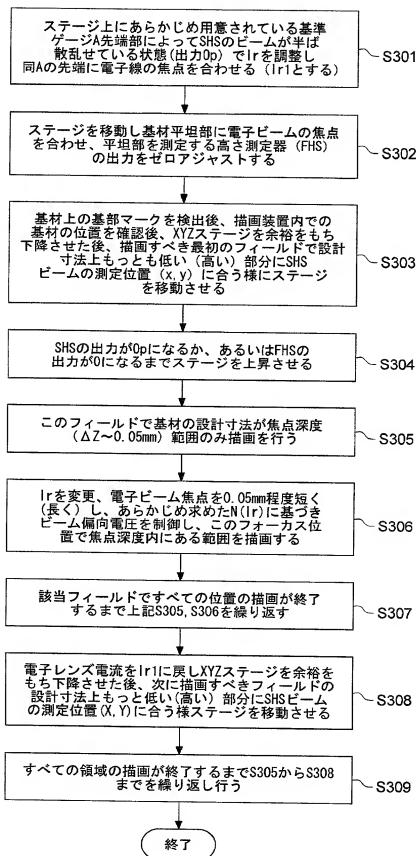 ステージ上にあらかじめ用意されている基準
ゲージA先端部によってSHSのビームが半ば
散乱させている状態(出力Op)でIrを調整し
同Aの先端に電子線の焦点を合わせる(Ir1とする)
S301
ステージを移動し基材平坦部に電子ビームの焦点
を合わせ、平坦部を測定する高さ測定器(FHS)
の出力をゼロアジャストする
S302
基材上の基部マークを検出後、描画装置内での
基材の位置を確認後、XYZステージを余裕をもち
下降させた後、描画すべき最初のフィールドで設計
寸法上もっとも低い(高い)部分にSHS
ビームの測定位置(x,y)に合う様にステージ
を移動させる
S303
SHSの出力がOpになるか、あるいはFHSの
出力が0になるまでステージを上昇させる
S304
このフィールドで基材の設計寸法が焦点深度
(ΔZ～0.05mm)範囲のみ描画を行う
S305
Irを変更、電子ビーム焦点を0.05mm程度短く
(長く)し、あらかじめ求めたN(Ir)に基づき
ビーム偏向電圧を制御し、このフォーカス位
置で焦点深度内にある範囲を描画する
S306
該当フィールドですべての位置の描画が終了
するまで上記S305,S306を繰り返す
S307
電子レンズ電流をIr1に戻しXYZステージを余裕を
もち下降させた後、次に描画すべきフィールドの
設計寸法上もっと低い(高い)部分にSHSビーム
の測定位置(X,Y)に合う様ステージを移動させる
S308
すべての領域の描画が終了するまでS305からS308
までを繰り返し行う
S309
終了